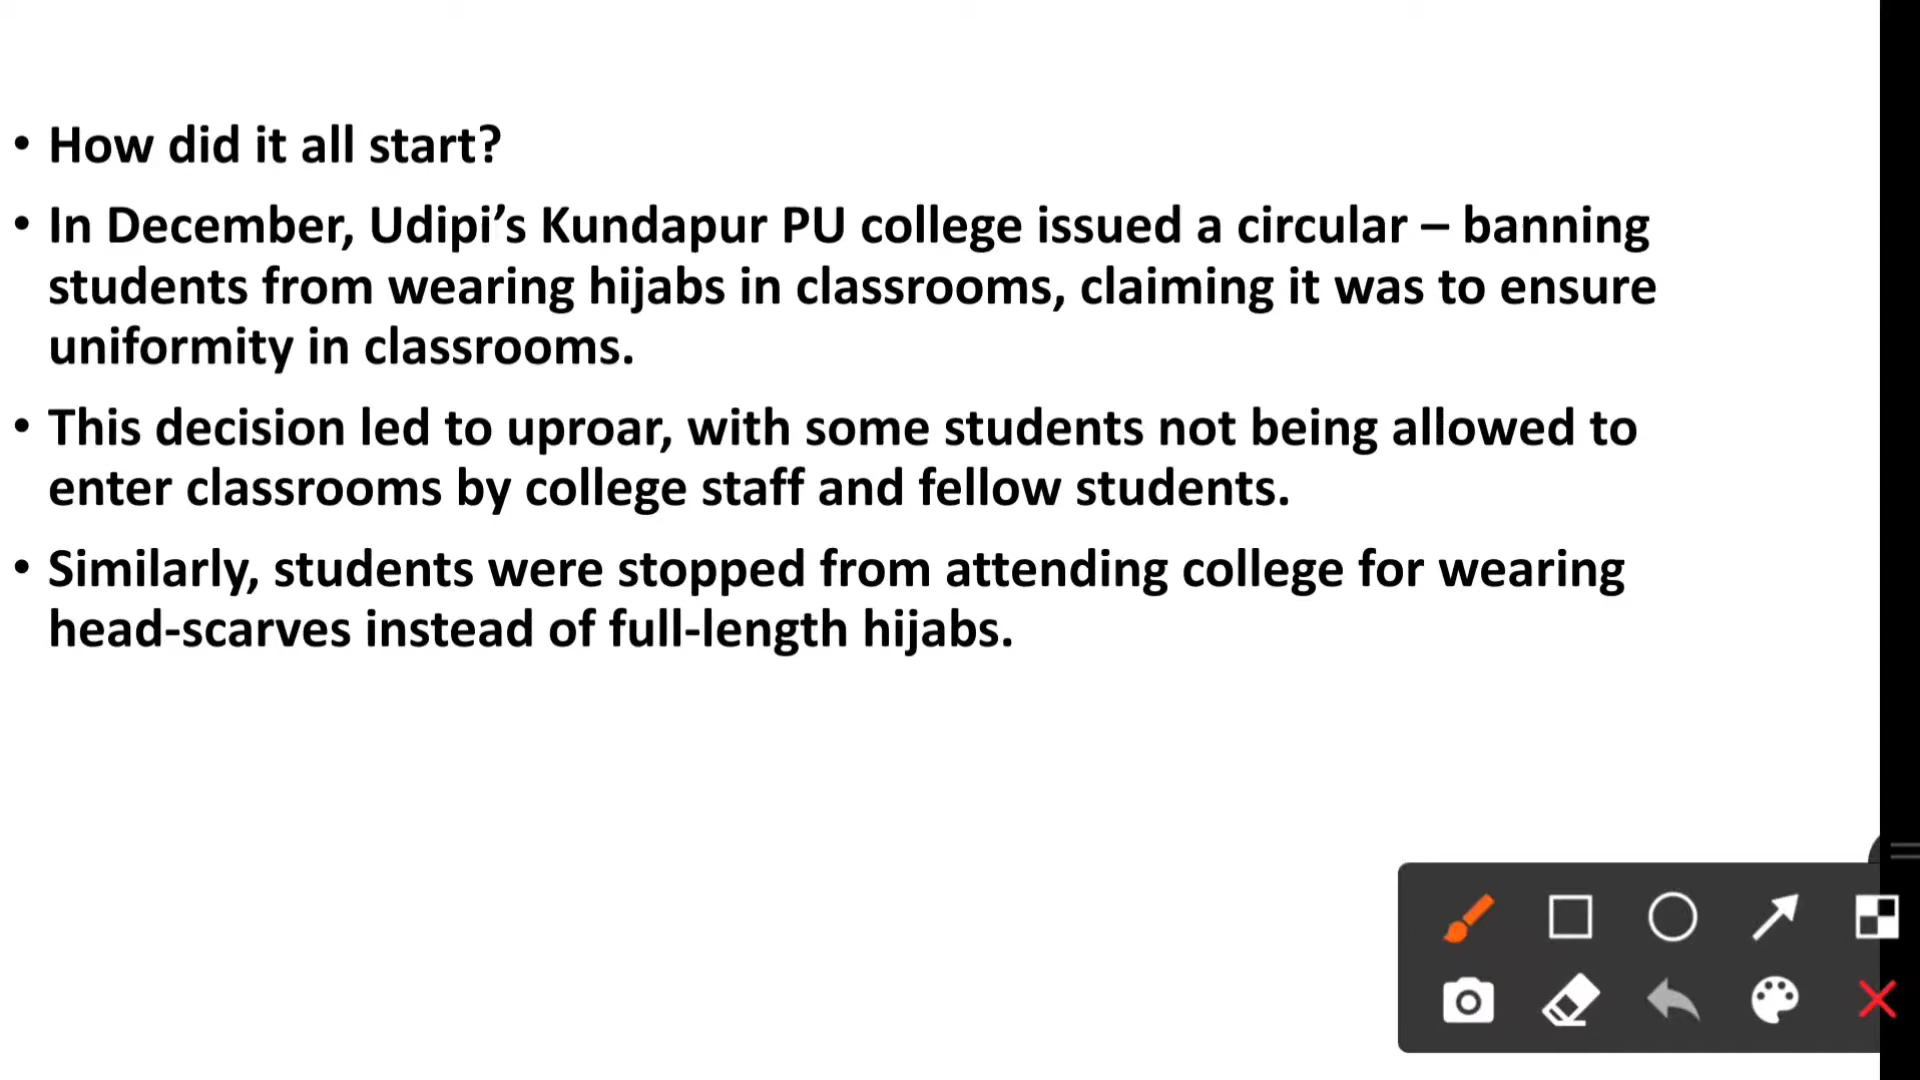 • How did it all start?
• In December, Udipi’s Kundapur PU college issued a circular – banning
students from wearing hijabs in classrooms, claiming it was to ensure
uniformity in classrooms.
• This decision led to uproar, with some students not being allowed to
enter classrooms by college staff and fellow students.
• Similarly, students were stopped from attending college for wearing
head-scarves instead of full-length hijabs.